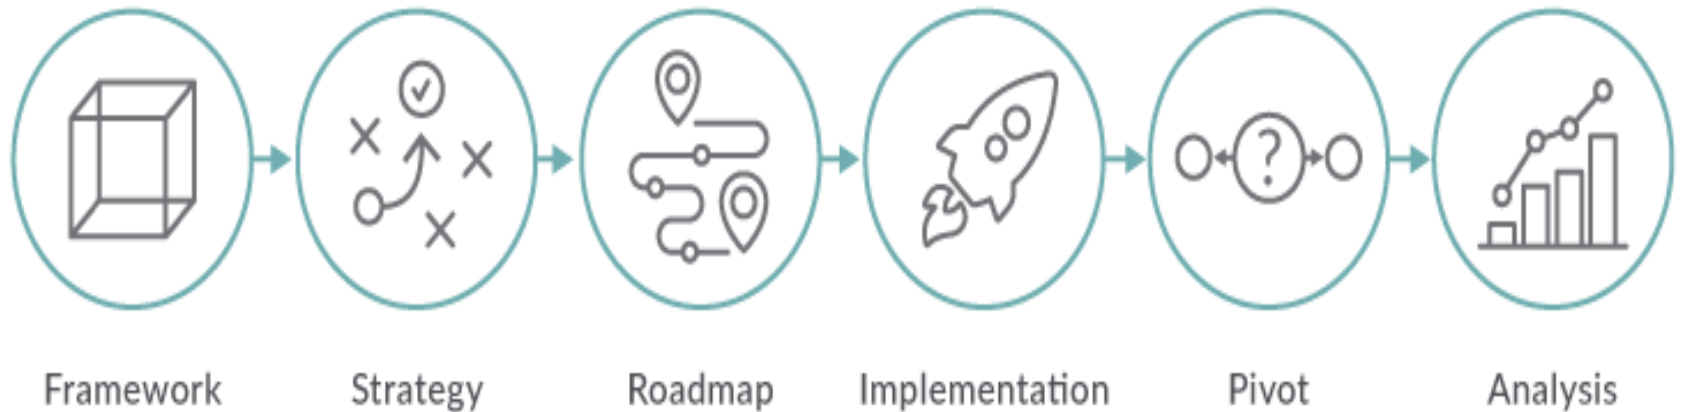 ?
Framework
Strategy
Roadmap
Implementation
Pivot
Analysis